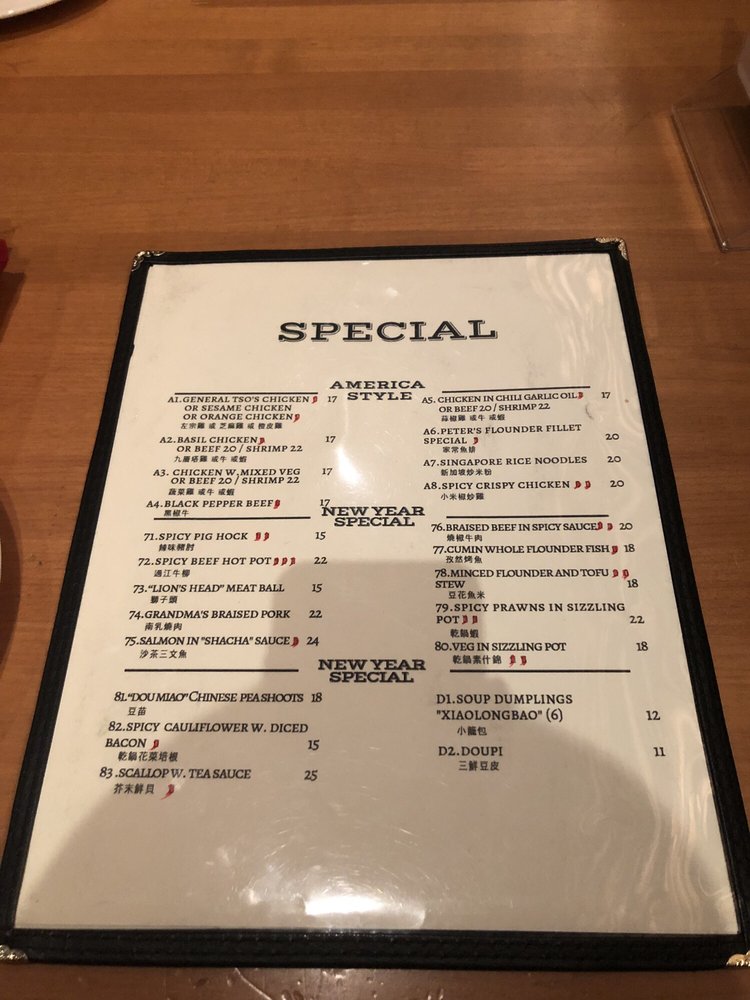 SPECIAL
AMERICA
STYLE
A1.GENERAL TSO'S CHICKEN 17
OR SESAME CHICKEN
OR ORANGE CHICKEN
左宗雞 或 芝麻雞 或 橙皮雞
A2.BASIL CHICKEN 17
OR BEEF 20 / SHRIMP 22
九層塔雞 或牛 或蝦
A3. CHICKEN W.MIXED VEG 17
OR BEEF 20 / SHRIMP 22
蔬菜雞 或牛 或蝦
A4. BLACK PEPPER BEEF 17
黑椒牛
A5. CHICKEN IN CHILI GARLIC OIL 17
OR BEEF 20 / SHRIMP 22
蒜椒雞 或牛 或蝦
A6. PETER'S FLOUNDER FILLET
SPECIAL 20
家常魚排
A7. SINGAPORE RICE NOODLES 20
新加坡炒米粉
A8. SPICY CRISPY CHICKEN 20
小米椒炒雞
NEW YEAR
SPECIAL
71. SPICY PIG HOCK 15
辣味豬肘
72. SPICY BEEF HOT POT 22
過江牛柳
73."LION'S HEAD" MEAT BALL 15
獅子頭
74.GRANDMA'S BRAISED PORK 22
南乳燒肉
75.SALMON IN "SHACHA" SAUCE 24
沙茶三文魚
76.BRAISED BEEF IN SPICY SAUCE 20
燒椒牛肉
77.CUMIN WHOLE FLOUNDER FISH 18
孜然烤魚
78.MINCED FLOUNDER AND TOFU
STEW 18
豆花魚米
79. SPICY PRAWNS IN SIZZLING
POT 22
乾鍋蝦
80.VEG IN SIZZLING POT 18
乾鍋素什錦
NEW YEAR
SPECIAL
81."DOUMIAO" CHINESE PEA SHOOTS 18
豆苗
82.SPICY CAULIFLOWER W. DICED
BACON 15
乾鍋花菜培根
83 .SCALLOP W. TEA SAUCE 25
芥末鮮貝
D1.SOUP DUMPLINGS
"XIAOLONGBAO" (6) 12
小籠包
D2.DOUPI 11
三鮮豆皮